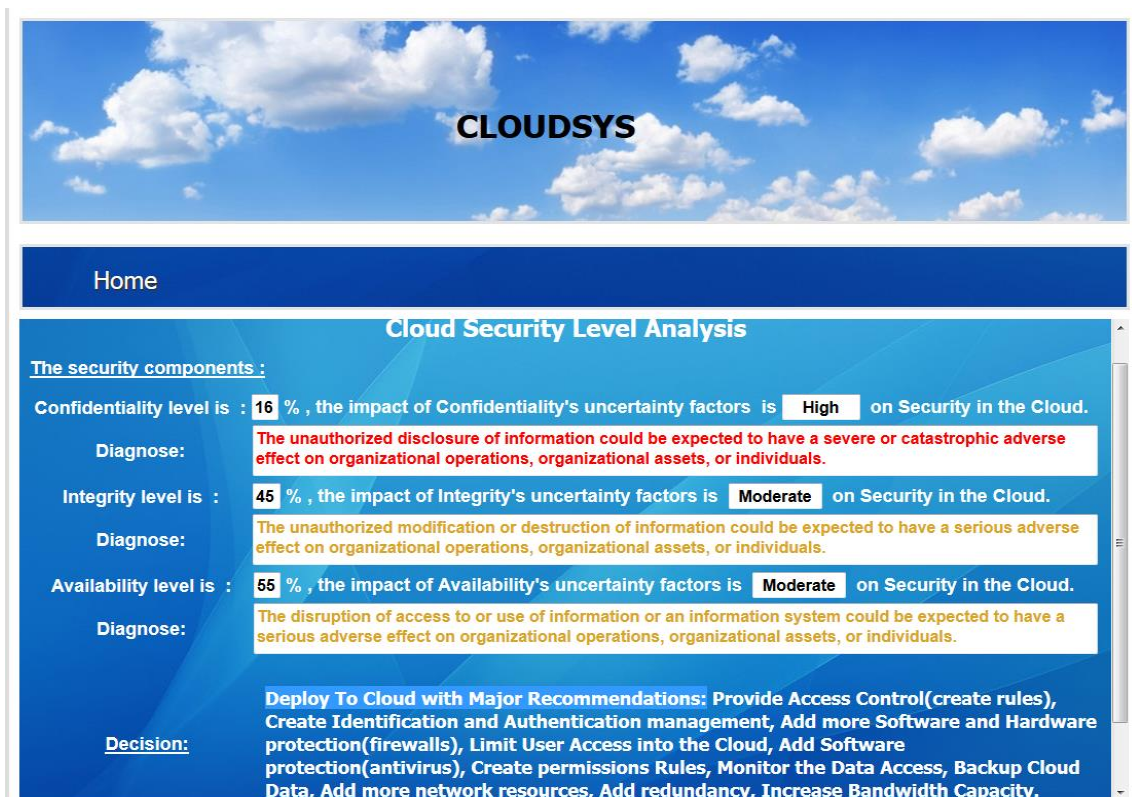 CLOUDSYS
Home
Cloud Security Level Analysis
The security components :
Confidentiality level is : 16 % , the impact of Confidentiality's uncertainty factors is High on Security in the Cloud.
Diagnose: The unauthorized disclosure of information could be expected to have a severe or catastrophic adverse
effect on organizational operations, organizational assets, or individuals.
Integrity level is : 45 % , the impact of Integrity's uncertainty factors is Moderate on Security in the Cloud.
Diagnose: The unauthorized modification or destruction of information could be expected to have a serious adverse
effect on organizational operations, organizational assets, or individuals.
Availability level is : 55 % , the impact of Availability's uncertainty factors is Moderate on Security in the Cloud.
Diagnose: The disruption of access to or use of information or an information system could be expected to have a
serious adverse effect on organizational operations, organizational assets, or individuals.
Decision: Deploy To Cloud with Major Recommendations: Provide Access Control(create rules),
Create Identification and Authentication management, Add more Software and Hardware
protection(firewalls), Limit User Access into the Cloud, Add Software
protection(antivirus), Create permissions Rules, Monitor the Data Access, Backup Cloud
Data, Add more network resources, Add redundancy, Increase Bandwidth Capacity.